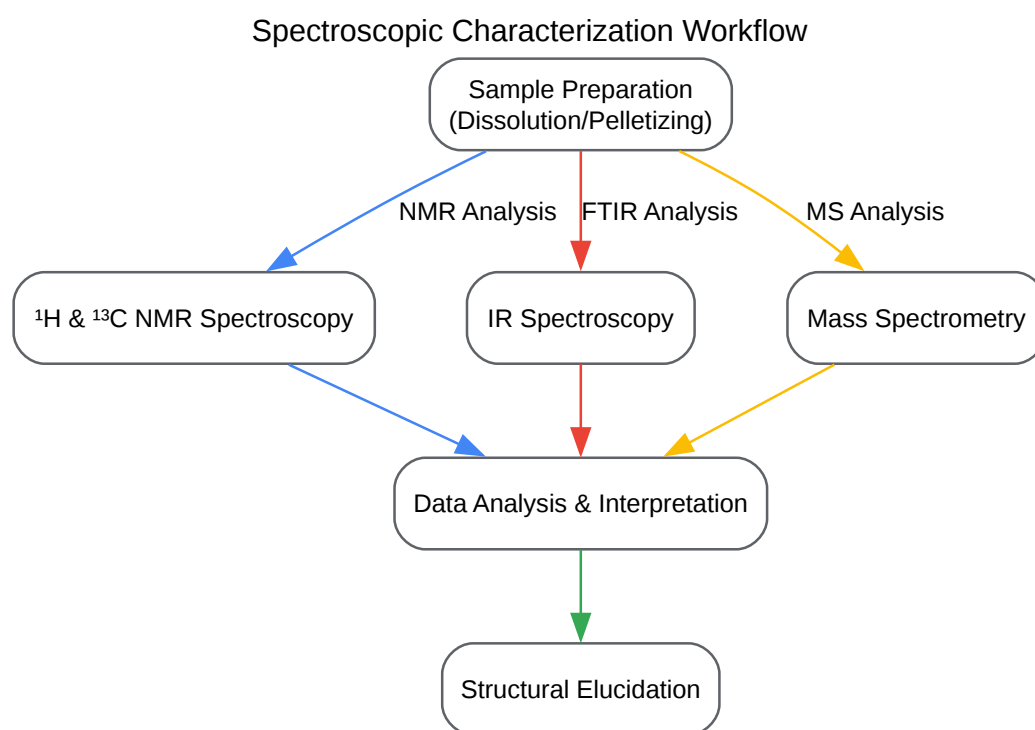 Spectroscopic Characterization Workflow
Sample Preparation
(Dissolution/Pelletizing)
NMR Analysis
FTIR Analysis
MS Analysis
¹H & ¹³C NMR Spectroscopy
IR Spectroscopy
Mass Spectrometry
Data Analysis & Interpretation
Structural Elucidation